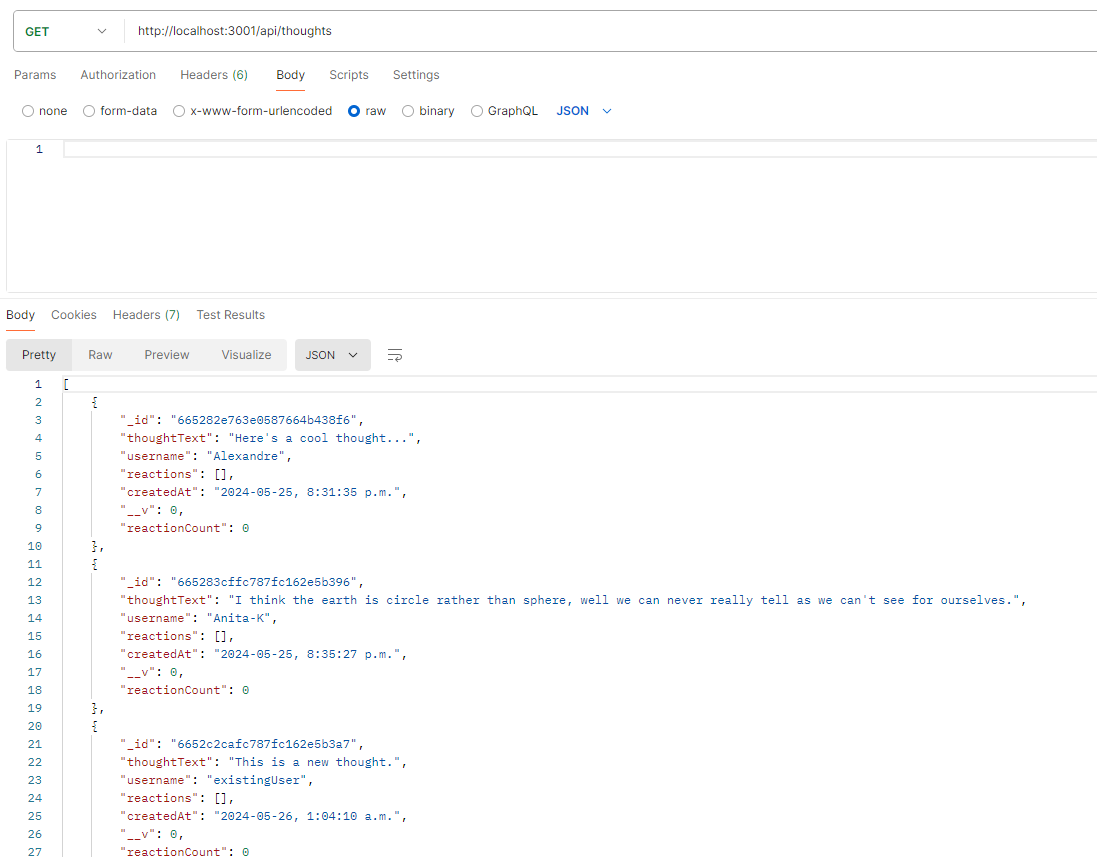 GET http://localhost:3001/api/thoughts
Params Authorization Headers (6) Body Scripts Settings
none form-data x-www-form-urlencoded raw binary GraphQL JSON
1
Body Cookies Headers (7) Test Results
Pretty Raw Preview Visualize JSON
1 [
2 {
3 "_id": "665282e763e0587664b438f6",
4 "thoughtText": "Here's a cool thought...",
5 "username": "Alexandre",
6 "reactions": [],
7 "createdAt": "2024-05-25, 8:31:35 p.m.",
8 "__v": 0,
9 "reactionCount": 0
10 },
11 {
12 "_id": "665283cffc787fc162e5b396",
13 "thoughtText": "I think the earth is circle rather than sphere, well we can never really tell as we can't see for ourselves.",
14 "username": "Anita-K",
15 "reactions": [],
16 "createdAt": "2024-05-25, 8:35:27 p.m.",
17 "__v": 0,
18 "reactionCount": 0
19 },
20 {
21 "_id": "6652c2cafc787fc162e5b3a7",
22 "thoughtText": "This is a new thought.",
23 "username": "existingUser",
24 "reactions": [],
25 "createdAt": "2024-05-26, 1:04:10 a.m.",
26 "__v": 0,
27 "reactionCount": 0